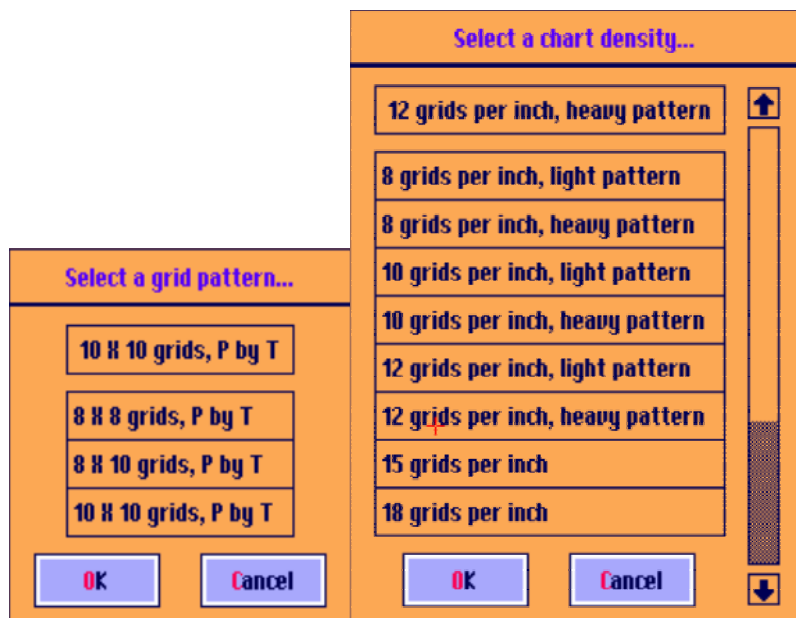 Select a grid pattern...
10 X 10 grids, P by T
8 X 8 grids, P by T
8 X 10 grids, P by T
10 X 10 grids, P by T
OK
Cancel
Select a chart density...
12 grids per inch, heavy pattern
8 grids per inch, light pattern
8 grids per inch, heavy pattern
10 grids per inch, light pattern
10 grids per inch, heavy pattern
12 grids per inch, light pattern
12 grids per inch, heavy pattern
15 grids per inch
18 grids per inch
OK
Cancel